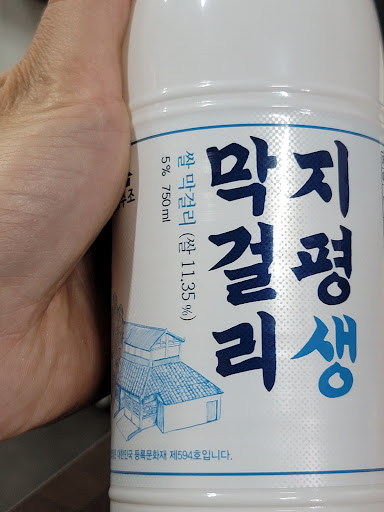 지평생
막걸리
쌀 막걸리 (쌀 11.35%)
5% 750ml
대한민국 등록문화재 제594호입니다.